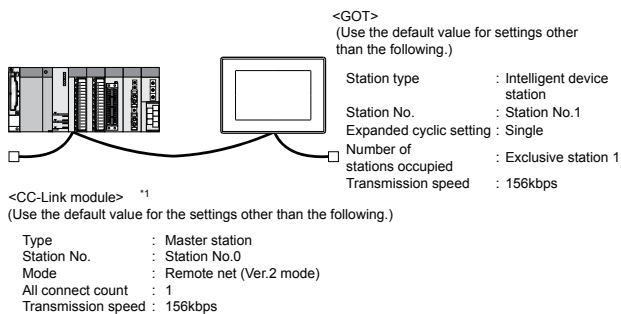 <GOT>
(Use the default value for settings other
than the following.)
Station type : Intelligent device
station
Station No. : Station No.1
Expanded cyclic setting : Single
Number of
stations occupied : Exclusive station 1
Transmission speed : 156kbps
<CC-Link module> *1
(Use the default value for the settings other than the following.)
Type : Master station
Station No. : Station No.0
Mode : Remote net (Ver.2 mode)
All connect count : 1
Transmission speed : 156kbps